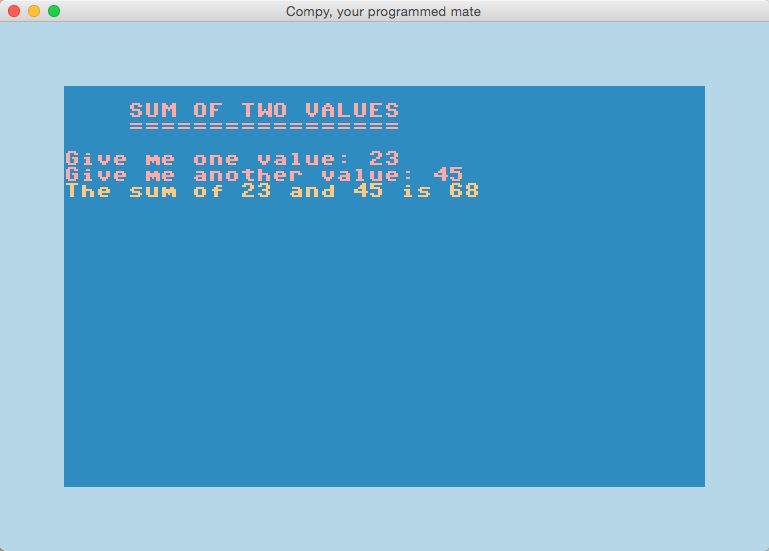 Compy, your programmed mate
SUM OF TWO VALUES
=================
Give me one value: 23
Give me another value: 45
The sum of 23 and 45 is 68